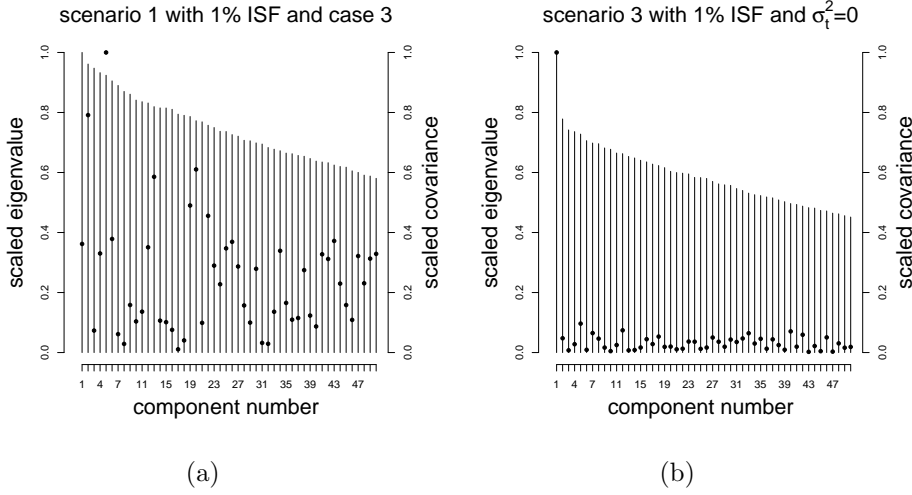 scenario 1 with 1% ISF and case 3
scaled eigenvalue
0.0 0.2 0.4 0.6 0.8 1.0
scaled covariance
0.0 0.2 0.4 0.6 0.8 1.0
1 4 7 11 15 19 23 27 31 35 39 43 47
component number
(a)
scenario 3 with 1% ISF and σ_t^2=0
scaled eigenvalue
0.0 0.2 0.4 0.6 0.8 1.0
scaled covariance
0.0 0.2 0.4 0.6 0.8 1.0
1 4 7 11 15 19 23 27 31 35 39 43 47
component number
(b)